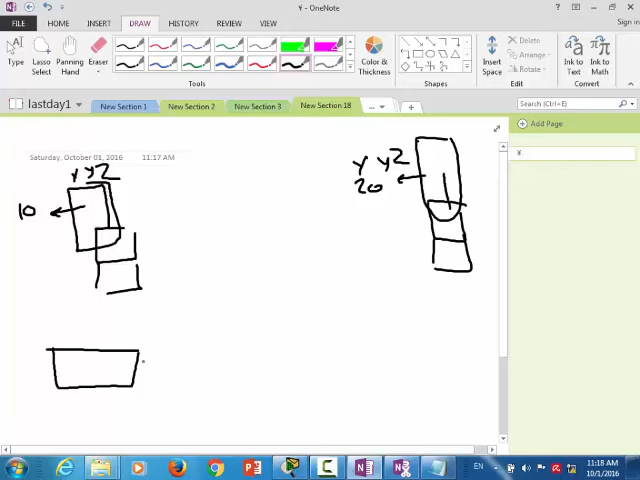 Y - OneNote
FILE HOME INSERT DRAW HISTORY REVIEW VIEW Sign in
Type
Lasso Select
Panning Hand
Eraser
Tools
Color & Thickness
Shapes
Insert Space
Delete
Arrange
Rotate
Edit
Ink to Text
Ink to Math
Convert
lastday1 New Section 1 New Section 2 New Section 3 New Section 18 ... +
Search (Ctrl+E)
Add Page
Y
Saturday, October 01, 2016 11:17 AM
Y YZ
10
Y YZ
20
EN
11:18 AM
10/1/2016